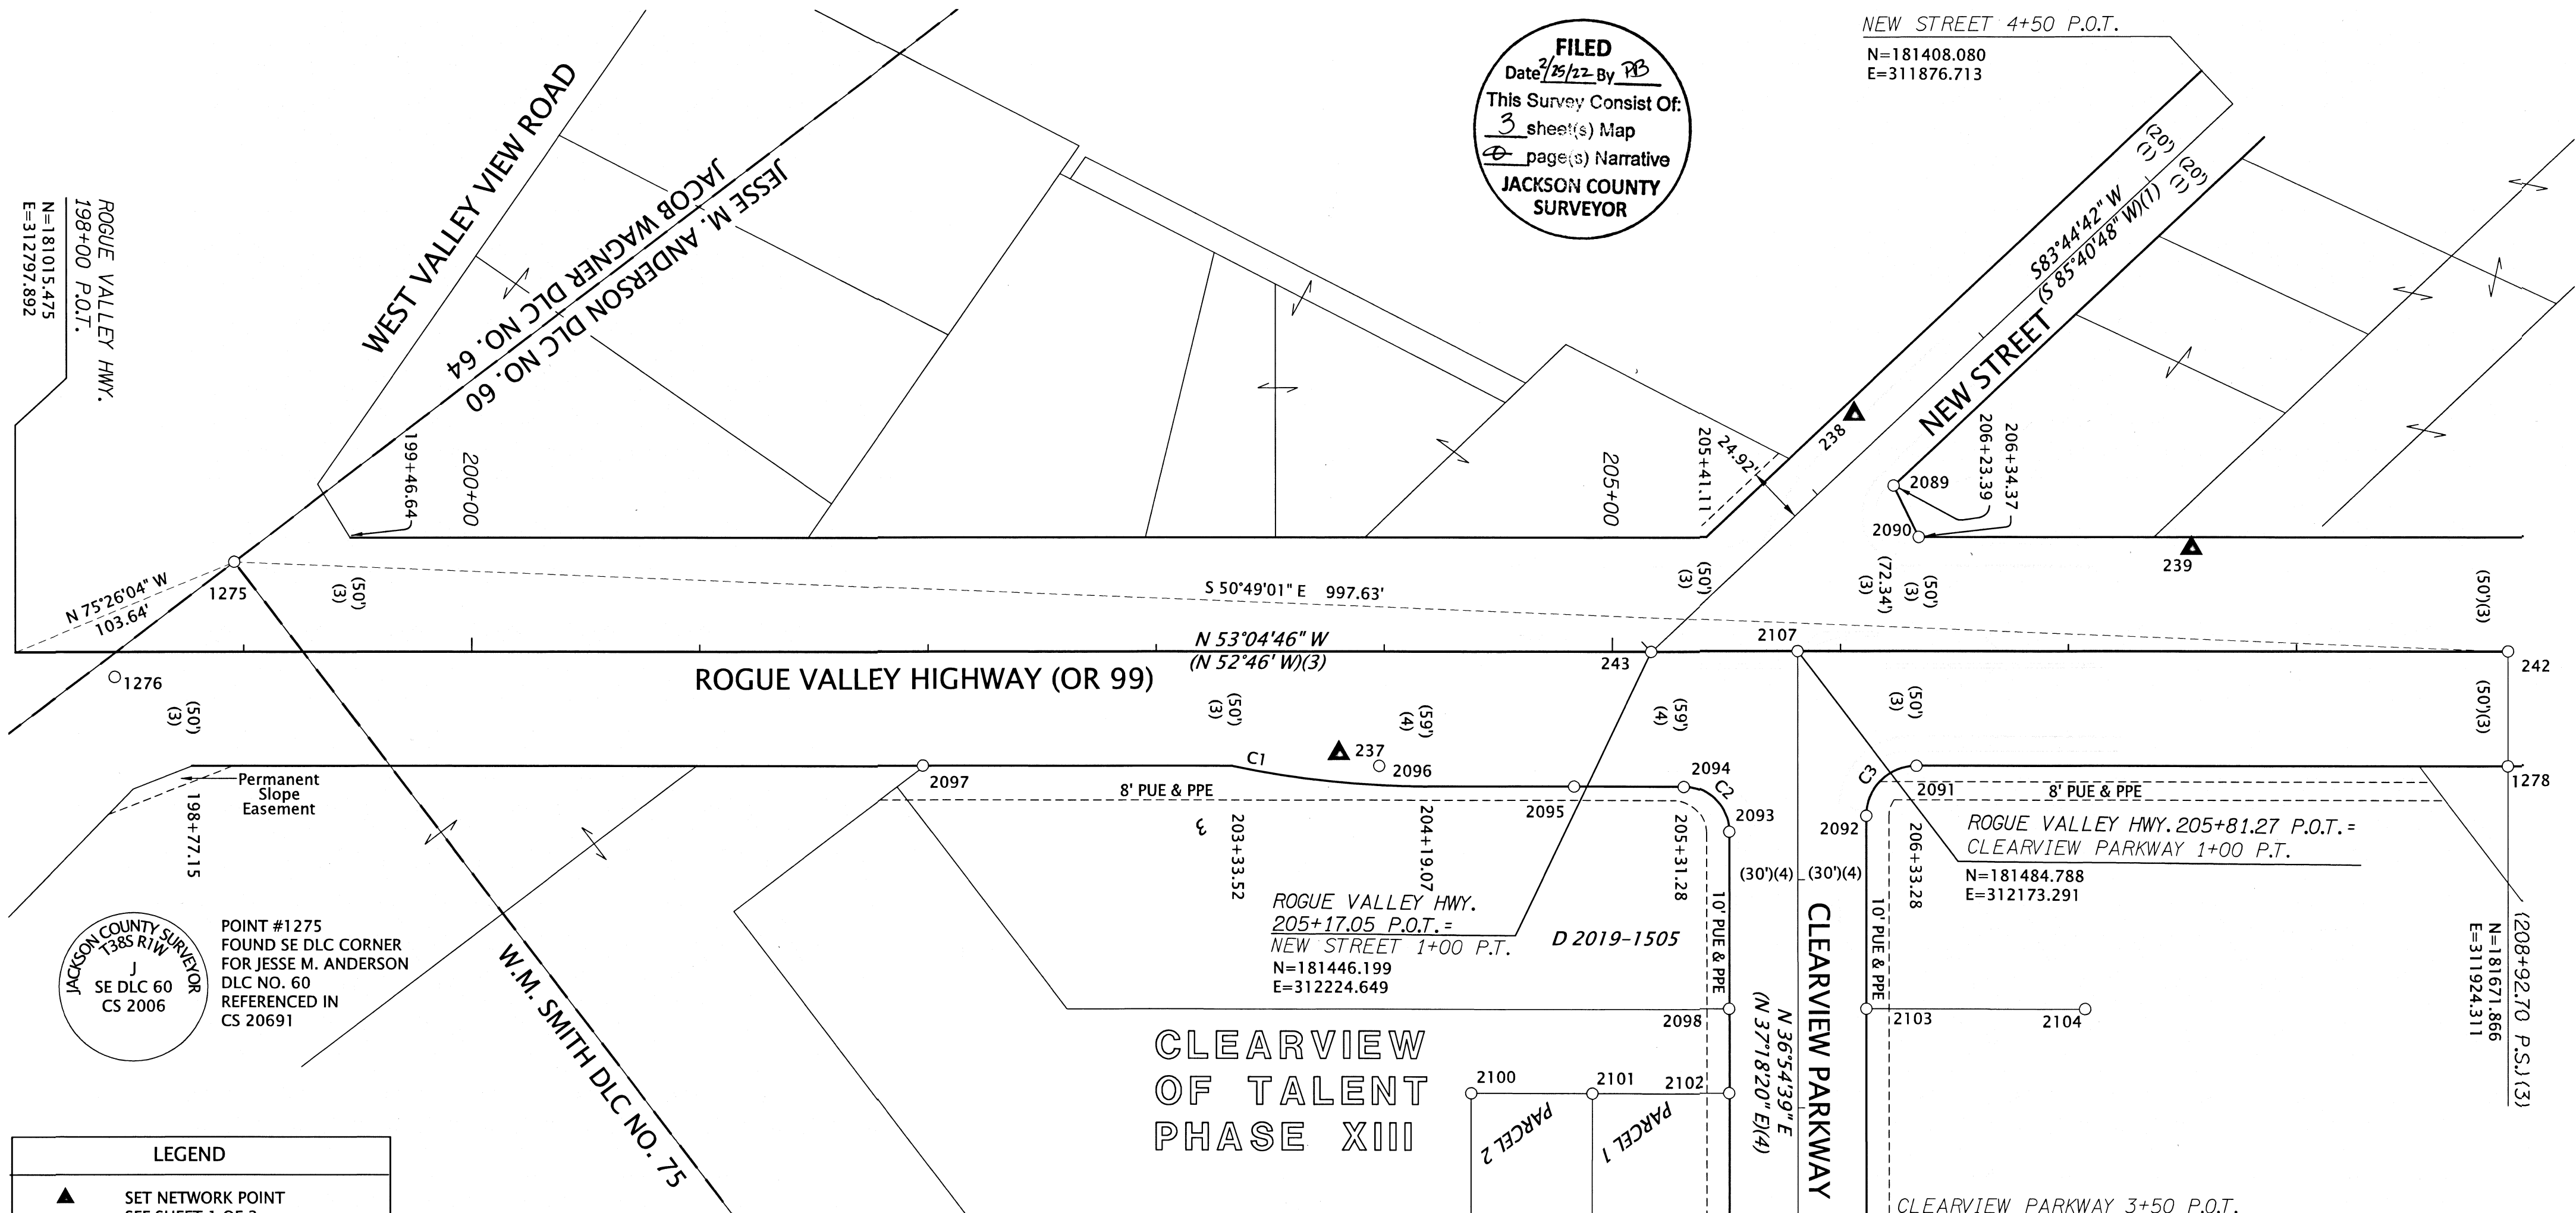 NEW STREET 4+50 P.O.T.
N=181408.080
E=311876.713
FILED
Date 2/25/22 By PB
This Survey Consist Of:
3 sheet(s) Map
0 page(s) Narrative
JACKSON COUNTY
SURVEYOR
ROGUE VALLEY HWY.
198+00 P.O.T.
N=181015.475
E=312797.892
WEST VALLEY VIEW ROAD
JACOB WAGNER DLC NO. 64
JESSE M. ANDERSON DLC NO. 60
199+46.64
200+00
205+00
205+41.11
24.92'
238
(20')
(1)
(20')
(1)
S83°44'42" W
(S 85°40'48" W)(1)
NEW STREET
206+34.37
206+23.39
2089
2090
239
N 75°26'04" W
103.64'
1275
(50')
(3)
S 50°49'01" E 997.63'
(50')
(3)
(72.34')
(3)
(50')
(3)
(50')(3)
N 53°04'46" W
(N 52°46' W)(3)
ROGUE VALLEY HIGHWAY (OR 99)
243
2107
242
1276
(50')
(3)
(50')
(3)
(59')
(4)
(59')
(4)
(50')
(3)
(50')(3)
C1
237
2096
2097
2095
2094
C2
2093
C3
2091
2092
1278
8' PUE & PPE
8' PUE & PPE
Permanent
Slope
Easement
198+77.15
3
203+33.52
204+19.07
205+31.28
206+33.28
(30')(4)
(30')(4)
10' PUE & PPE
10' PUE & PPE
ROGUE VALLEY HWY. 205+81.27 P.O.T.=
CLEARVIEW PARKWAY 1+00 P.T.
N=181484.788
E=312173.291
ROGUE VALLEY HWY.
205+17.05 P.O.T.=
NEW STREET 1+00 P.T.
N=181446.199
E=312224.649
D 2019-1505
(208+92.70 P.S.)(3)
N=181671.866
E=311924.311
JACKSON COUNTY SURVEYOR
T38S R1W
J
SE DLC 60
CS 2006
POINT #1275
FOUND SE DLC CORNER
FOR JESSE M. ANDERSON
DLC NO. 60
REFERENCED IN
CS 20691
W.M. SMITH DLC NO. 75
CLEARVIEW
OF TALENT
PHASE XIII
2098
2103
2104
2100
2101
2102
PARCEL 2
PARCEL 1
N 36°54'39" E
(N 37°18'20" E)(4)
CLEARVIEW PARKWAY
LEGEND
SET NETWORK POINT
CLEARVIEW PARKWAY 3+50 P.O.T.